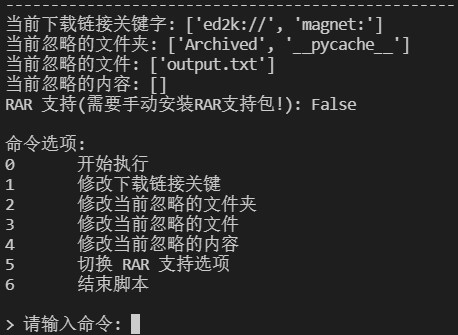 --------------------------------------------------
当前下载链接关键字: ['ed2k://', 'magnet:']
当前忽略的文件夹: ['Archived', '__pycache__']
当前忽略的文件: ['output.txt']
当前忽略的内容: []
RAR 支持(需要手动安装RAR支持包!): False
命令选项:
0 开始执行
1 修改下载链接关键
2 修改当前忽略的文件夹
3 修改当前忽略的文件
4 修改当前忽略的内容
5 切换 RAR 支持选项
6 结束脚本
> 请输入命令: